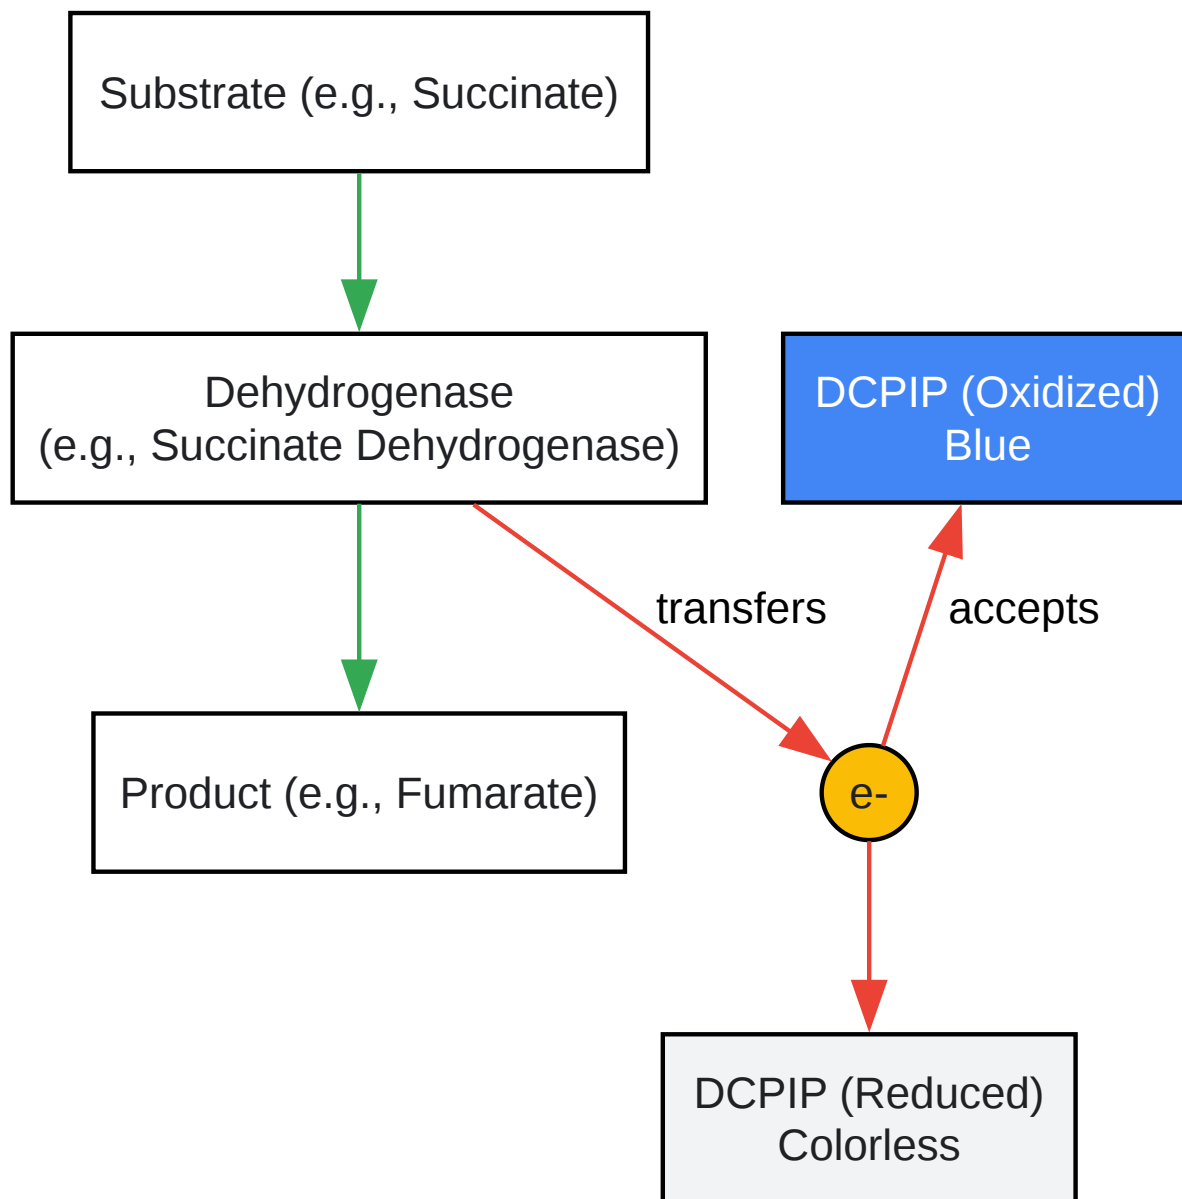 Substrate (e.g., Succinate)
Dehydrogenase
(e.g., Succinate Dehydrogenase)
DCPIP (Oxidized)
Blue
transfers
accepts
Product (e.g., Fumarate)
e-
DCPIP (Reduced)
Colorless